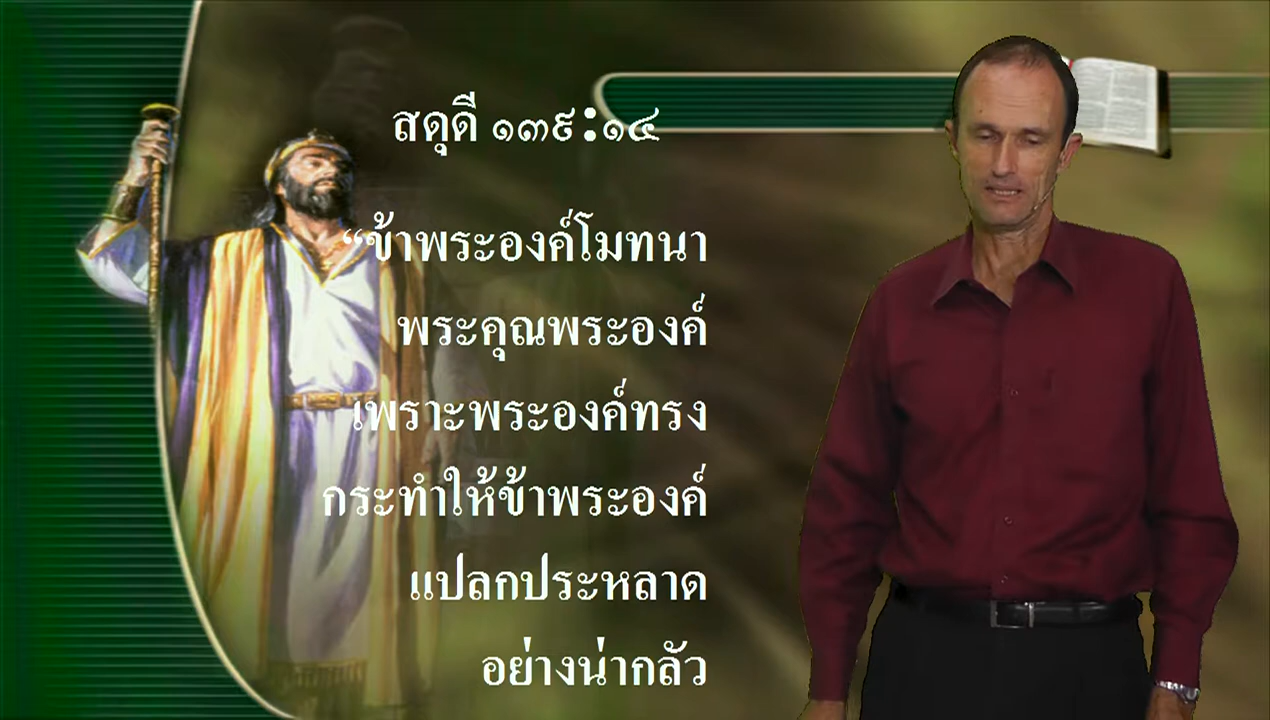 สดุดี ๑๓๙:๑๔
“ข้าพระองค์โมทนา
พระคุณพระองค์
เพราะพระองค์ทรง
กระทำให้ข้าพระองค์
แปลกประหลาด
อย่างน่ากลัว